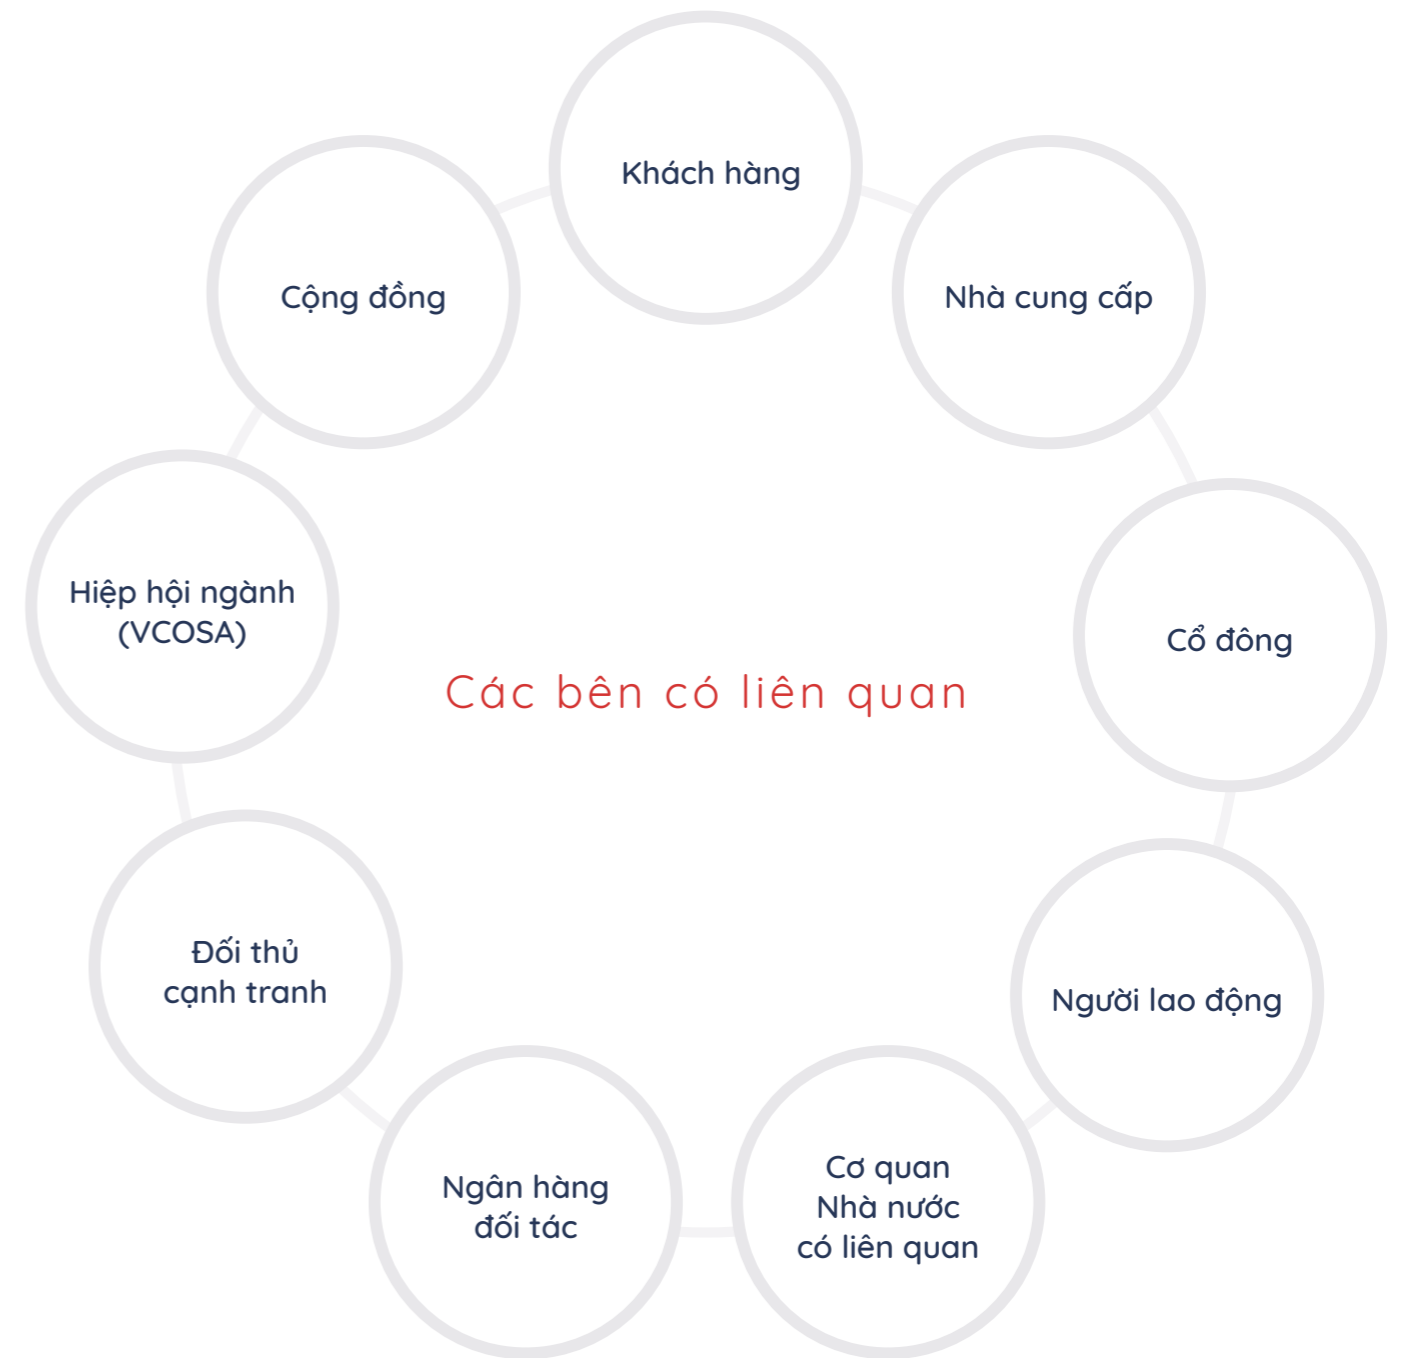 Khách hàng
Cộng đồng
Nhà cung cấp
Hiệp hội ngành
(VCOSA)
Cổ đông
Các bên có liên quan
Đối thủ
cạnh tranh
Người lao động
Ngân hàng
đối tác
Cơ quan
Nhà nước
có liên quan